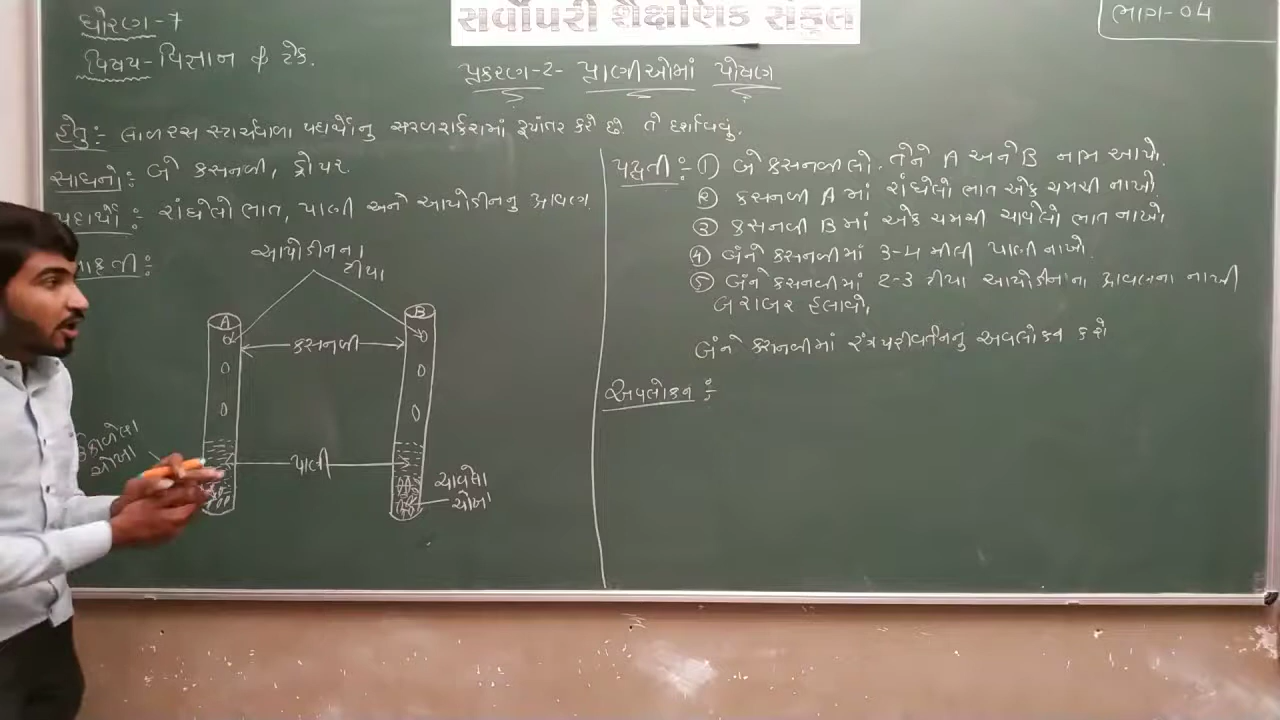 ધોરણ-7
સર્વોપરી શૈક્ષણિક સંકુલ
ભાગ-04
વિષય-વિજ્ઞાન & ટેક.
પ્રકરણ-2- પ્રાણીઓમાં પોષણ
હેતુ:- લાળરસ સ્ટાર્ચવાળા પદાર્થોનુ સરળશર્કરામાં રૂપાંતર કરે છે તે દર્શાવવું.
સાધનો:- બે કસનળી, ડ્રોપર.
પદાર્થો:- રાંધેલો ભાત, પાણી અને આયોડીનનુ દ્રાવણ
આકૃતી:-
આયોડીનના
ટીપા
A
B
કસનળી
પાણી
ઉકાળેલા
ચોખા
ચાવેલા
ચોખા
પદ્ધતી:- ① બે કસનળી લો. તેને A અને B નામ આપો.
② કસનળી A માં રાંધેલો ભાત એક ચમચી નાખો
③ કસનળી B માં એક ચમચી ચાવેલો ભાત નાખો
④ બંને કસનળીમાં 3-4 મીલી પાણી નાખો.
⑤ બંને કસનળીમાં 2-3 ટીપા આયોડીનના દ્રાવણના નાખી
બરાબર હલાવો.
બંને કસનળીમાં રંગપરીવર્તનનુ અવલોકન કરો
અવલોકન:-